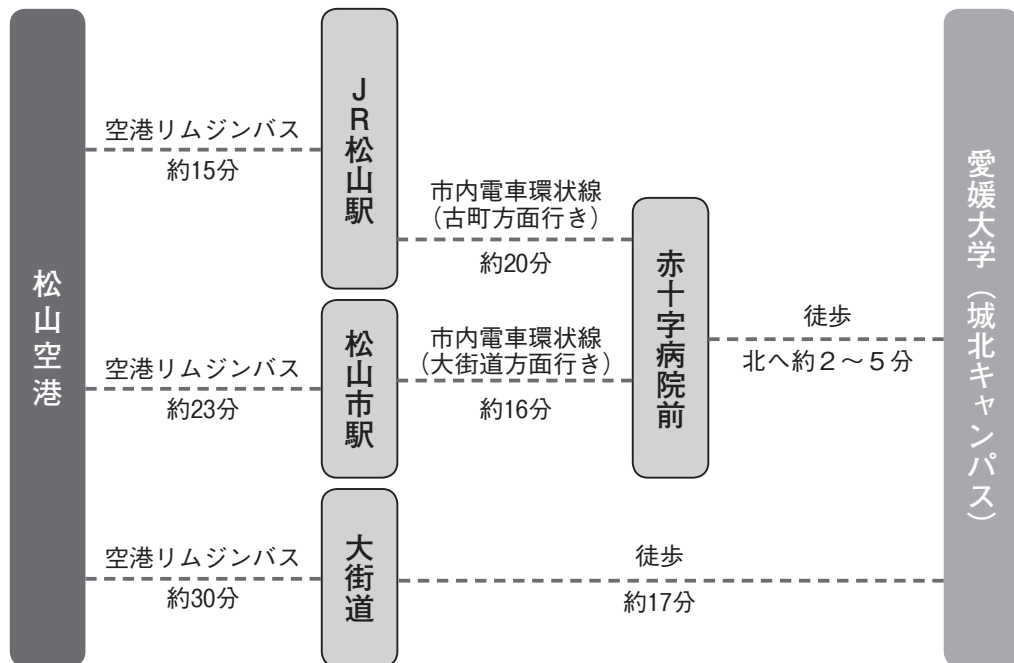 松山空港
空港リムジンバス
約15分
JR松山駅
市内電車環状線
（古町方面行き）
約20分
空港リムジンバス
約23分
松山市駅
市内電車環状線
（大街道方面行き）
約16分
赤十字病院前
徒歩
北へ約２～５分
空港リムジンバス
約30分
大街道
徒歩
約17分
愛媛大学（城北キャンパス）